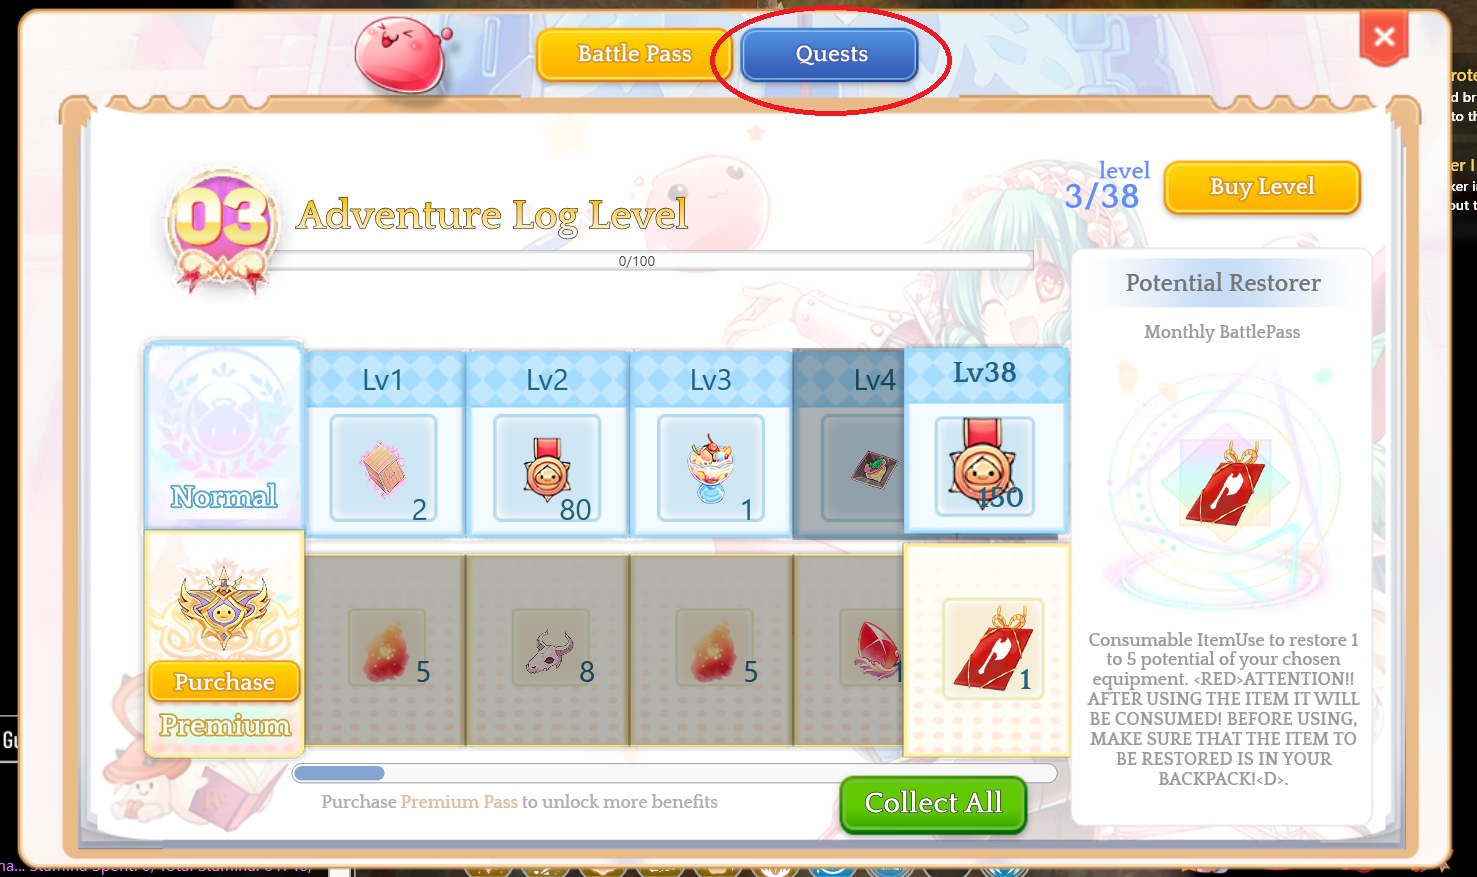 Battle Pass
Quests
03
Adventure Log Level
0/100
level
3/38
Buy Level
Potential Restorer
Monthly BattlePass
Normal
Lv1
Lv2
Lv3
Lv4
Lv38
2
80
1
150
Purchase
Premium
5
8
5
1
1
Consumable ItemUse to restore 1
to 5 potential of your chosen
equipment. <RED>ATTENTION!!
AFTER USING THE ITEM IT WILL
BE CONSUMED! BEFORE USING,
MAKE SURE THAT THE ITEM TO
BE RESTORED IS IN YOUR
BACKPACK!<D>.
Purchase Premium Pass to unlock more benefits
Collect All